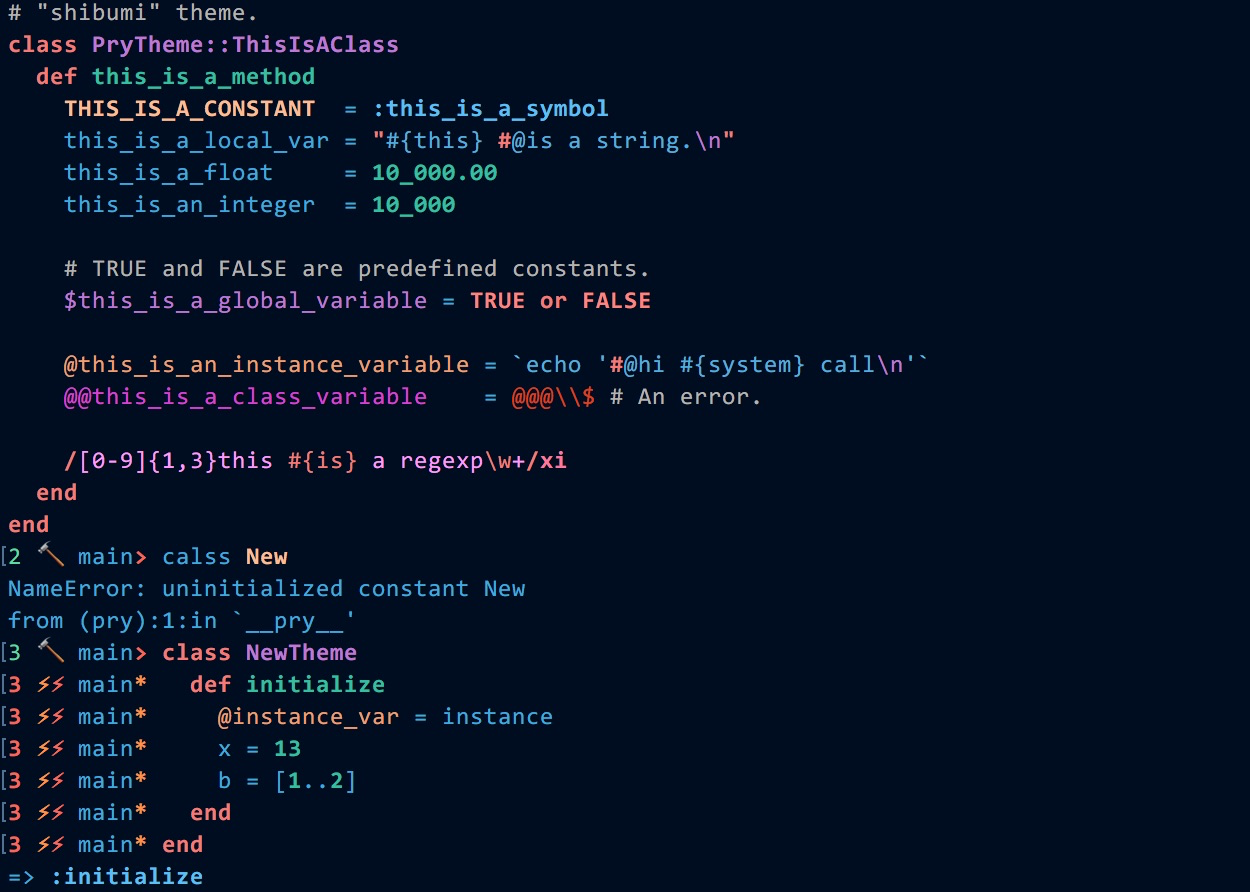 # "shibumi" theme.
class PryTheme::ThisIsAClass
  def this_is_a_method
    THIS_IS_A_CONSTANT  = :this_is_a_symbol
    this_is_a_local_var = "#{this} #@is a string.\n"
    this_is_a_float     = 10_000.00
    this_is_an_integer  = 10_000

    # TRUE and FALSE are predefined constants.
    $this_is_a_global_variable = TRUE or FALSE

    @this_is_an_instance_variable = `echo '#@hi #{system} call\n'`
    @@this_is_a_class_variable    = @@@\\$ # An error.

    /[0-9]{1,3}this #{is} a regexp\w+/xi
  end
end
[2 🔨 main> calss New
NameError: uninitialized constant New
from (pry):1:in `__pry__'
[3 🔨 main> class NewTheme
[3 ⚡⚡ main*   def initialize
[3 ⚡⚡ main*     @instance_var = instance
[3 ⚡⚡ main*     x = 13
[3 ⚡⚡ main*     b = [1..2]
[3 ⚡⚡ main*   end
[3 ⚡⚡ main* end
=> :initialize